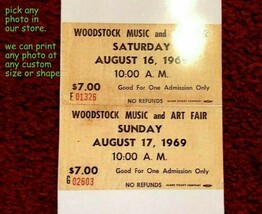 pick any
photo in
our store.
we can print
any photo at
any custom
size or shape
WOODSTOCK MUSIC and
SATURDAY
AUGUST 16, 196
10:00 A. M.
$7.00
Good For One Admission Only
E 01326
NO REFUNDS
WOODSTOCK MUSIC and ART FAIR
SUNDAY
AUGUST 17, 1969
10:00 A. M.
$7.00
Good For One Admission Only
G 02603
NO REFUNDS
GLOBE TICKET COMPANY